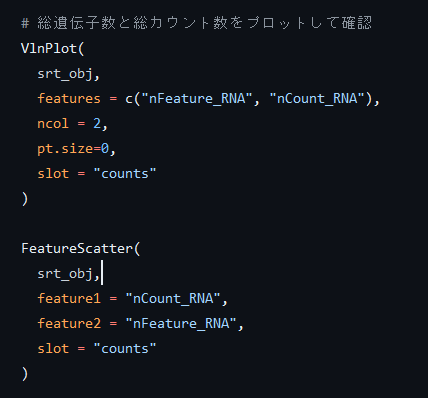 # 総遺伝子数と総カウント数をプロットして確認
VlnPlot(
  srt_obj,
  features = c("nFeature_RNA", "nCount_RNA"),
  ncol = 2,
  pt.size=0,
  slot = "counts"
)

FeatureScatter(
  srt_obj,
  feature1 = "nCount_RNA",
  feature2 = "nFeature_RNA",
  slot = "counts"
)